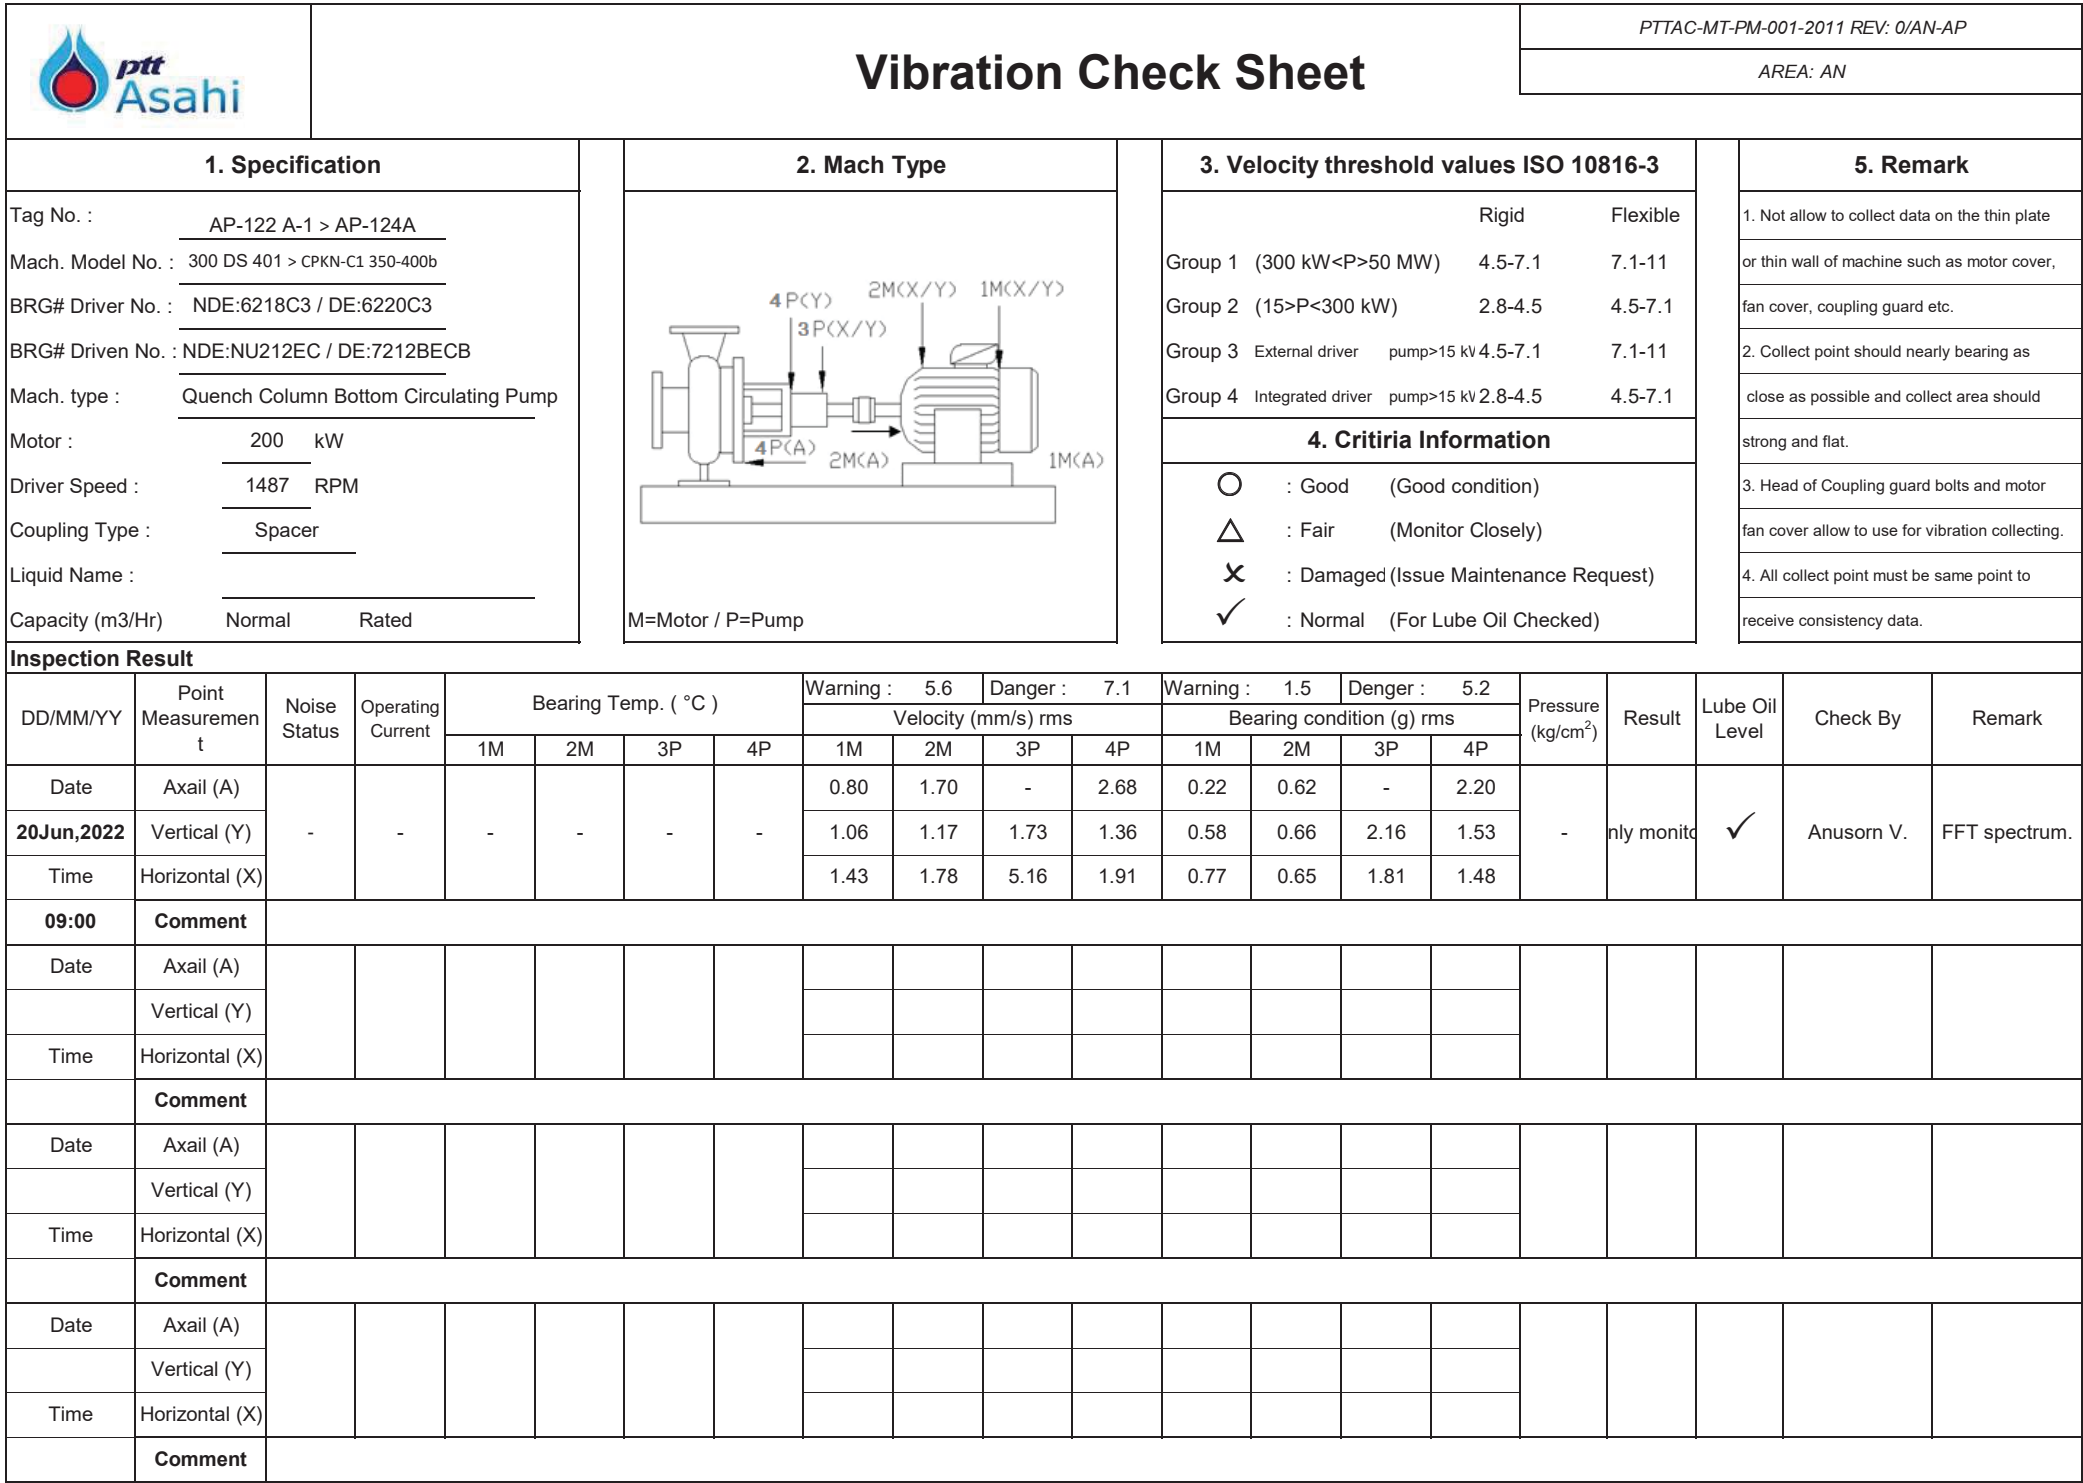 ptt
Asahi
Vibration Check Sheet
PTTAC-MT-PM-001-2011 REV: 0/AN-AP
AREA: AN
1. Specification
Tag No. : AP-122 A-1 > AP-124A
Mach. Model No. : 300 DS 401 > CPKN-C1 350-400b
BRG# Driver No. : NDE:6218C3 / DE:6220C3
BRG# Driven No. : NDE:NU212EC / DE:7212BECB
Mach. type : Quench Column Bottom Circulating Pump
Motor : 200 kW
Driver Speed : 1487 RPM
Coupling Type : Spacer
Liquid Name :
Capacity (m3/Hr) Normal Rated
2. Mach Type
4P(Y) 2M(X/Y) 1M(X/Y)
3P(X/Y)
4P(A) 2M(A) 1M(A)
M=Motor / P=Pump
3. Velocity threshold values ISO 10816-3
Rigid Flexible
Group 1 (300 kW<P>50 MW) 4.5-7.1 7.1-11
Group 2 (15>P<300 kW) 2.8-4.5 4.5-7.1
Group 3 External driver pump>15 kW 4.5-7.1 7.1-11
Group 4 Integrated driver pump>15 kW 2.8-4.5 4.5-7.1
4. Critiria Information
○ : Good (Good condition)
△ : Fair (Monitor Closely)
✗ : Damaged (Issue Maintenance Request)
✓ : Normal (For Lube Oil Checked)
5. Remark
1. Not allow to collect data on the thin plate
or thin wall of machine such as motor cover,
fan cover, coupling guard etc.
2. Collect point should nearly bearing as
close as possible and collect area should
strong and flat.
3. Head of Coupling guard bolts and motor
fan cover allow to use for vibration collecting.
4. All collect point must be same point to
receive consistency data.
Inspection Result
DD/MM/YY Point Measurement Noise Status Operating Current Bearing Temp. ( °C ) Warning : 5.6 Danger : 7.1 Warning : 1.5 Denger : 5.2 Pressure (kg/cm2) Result Lube Oil Level Check By Remark
Velocity (mm/s) rms Bearing condition (g) rms
1M 2M 3P 4P 1M 2M 3P 4P 1M 2M 3P 4P
Date Axail (A) 0.80 1.70 - 2.68 0.22 0.62 - 2.20
20Jun,2022 Vertical (Y) - - - - - - 1.06 1.17 1.73 1.36 0.58 0.66 2.16 1.53 - nly monito ✓ Anusorn V. FFT spectrum.
Time Horizontal (X) 1.43 1.78 5.16 1.91 0.77 0.65 1.81 1.48
09:00 Comment
Date Axail (A)
Vertical (Y)
Time Horizontal (X)
Comment
Date Axail (A)
Vertical (Y)
Time Horizontal (X)
Comment
Date Axail (A)
Vertical (Y)
Time Horizontal (X)
Comment